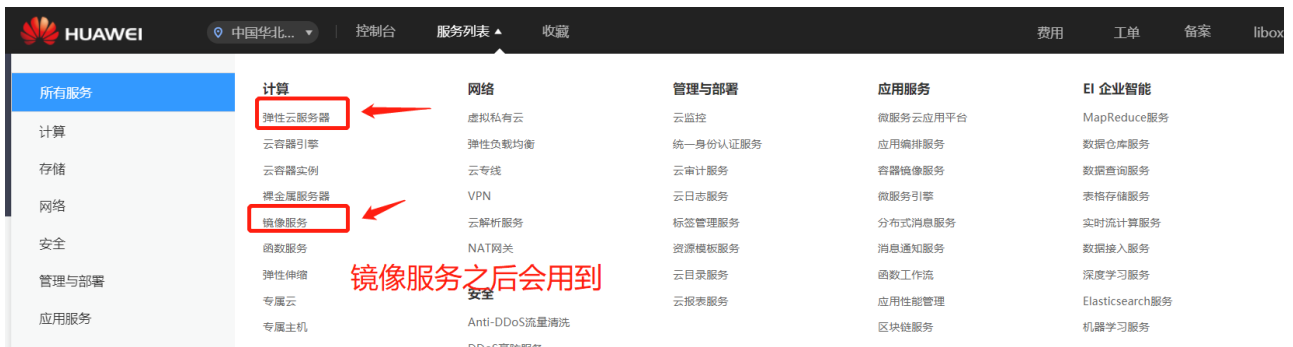 HUAWEI 中国华北... 控制台 服务列表 收藏 费用 工单 备案 libox
所有服务
计算
存储
网络
安全
管理与部署
应用服务
计算
弹性云服务器
云容器引擎
云容器实例
裸金属服务器
镜像服务
函数服务
弹性伸缩
专属云
专属主机
网络
虚拟私有云
弹性负载均衡
云专线
VPN
云解析服务
NAT网关
安全
Anti-DDoS流量清洗
DDoS高防服务
管理与部署
云监控
统一身份认证服务
云审计服务
云日志服务
标签管理服务
资源模板服务
云目录服务
云报表服务
应用服务
微服务云应用平台
应用编排服务
容器镜像服务
微服务引擎
分布式消息服务
消息通知服务
函数工作流
应用性能管理
区块链服务
EI 企业智能
MapReduce服务
数据仓库服务
数据查询服务
表格存储服务
实时流计算服务
数据接入服务
深度学习服务
Elasticsearch服务
机器学习服务
镜像服务之后会用到